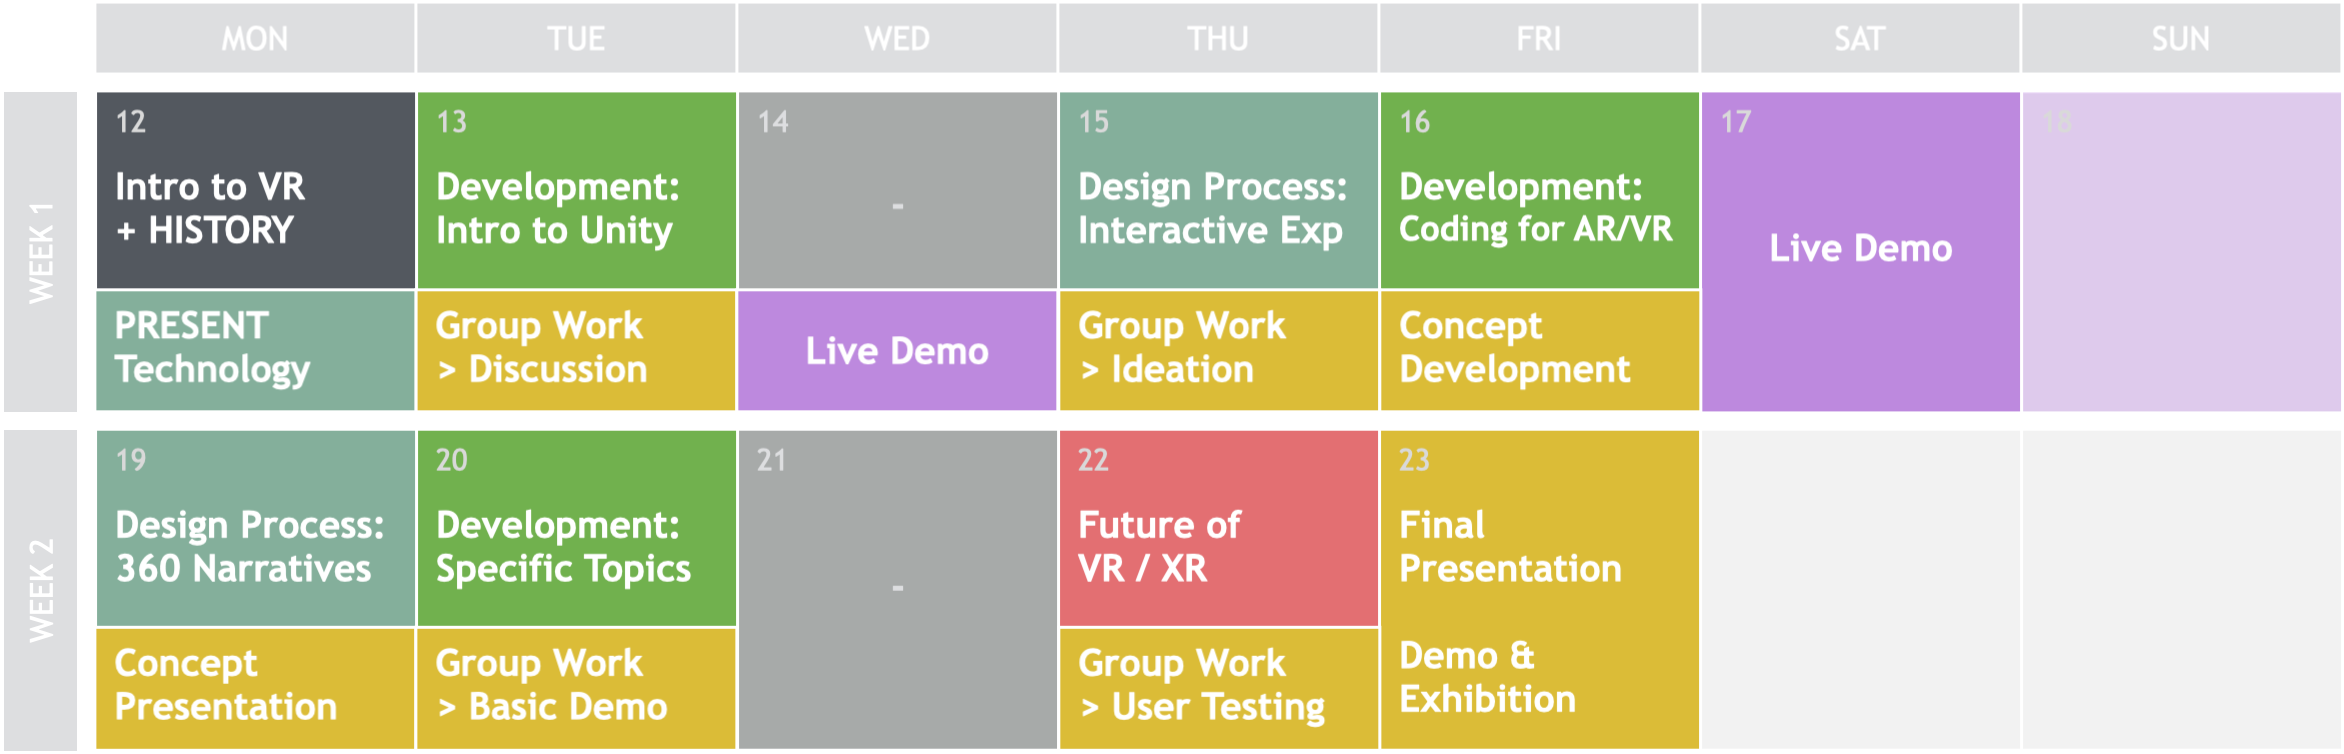 MON
TUE
WED
THU
FRI
SAT
SUN
WEEK 1
12
Intro to VR
+ HISTORY
PRESENT
Technology
13
Development:
Intro to Unity
Group Work
> Discussion
14
-
Live Demo
15
Design Process:
Interactive Exp
Group Work
> Ideation
16
Development:
Coding for AR/VR
Concept
Development
17
Live Demo
18
WEEK 2
19
Design Process:
360 Narratives
Concept
Presentation
20
Development:
Specific Topics
Group Work
> Basic Demo
21
-
22
Future of
VR / XR
Group Work
> User Testing
23
Final
Presentation
Demo &
Exhibition